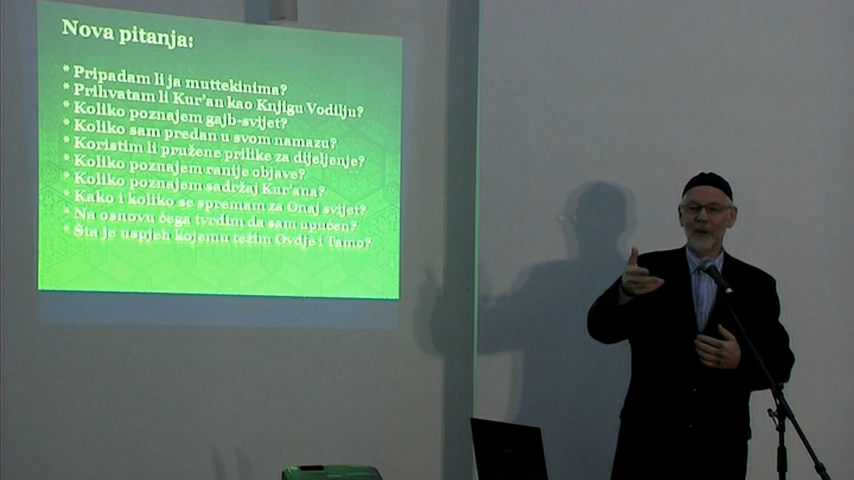 Nova pitanja:
* Pripadam li ja muttekinima?
* Prihvatam li Kur'an kao Knjigu Vodilju?
* Koliko poznajem gajb-svijet?
* Koliko sam predan u svom namazu?
* Koristim li pružene prilike za dijeljenje?
* Koliko poznajem ranije objave?
* Koliko poznajem sadržaj Kur'ana?
* Kako i koliko se spremam za Onaj svijet?
* Na osnovu čega tvrdim da sam upućen?
* Šta je uspjeh kojemu težim Ovdje i Tamo?